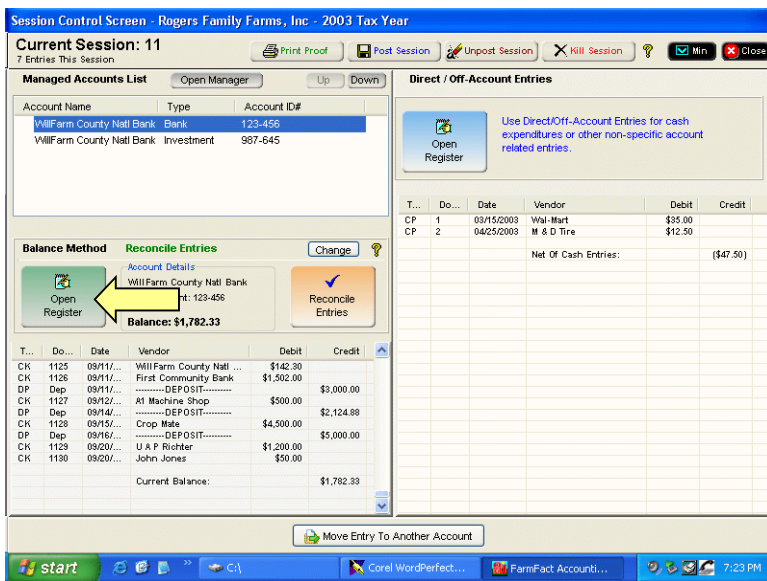 Session Control Screen - Rogers Family Farms, Inc - 2003 Tax Year
Current Session: 11
7 Entries This Session
Print Proof
Post Session
Unpost Session
Kill Session
?
Min
Close
Managed Accounts List
Open Manager
Up
Down
Account Name Type Account ID#
WillFarm County Natl Bank Bank 123-456
WillFarm County Natl Bank Investment 987-645
Balance Method Reconcile Entries
Change
?
Open
Register
Account Details
WillFarm County Natl Bank
nt: 123-456
Balance: $1,782.33
Reconcile
Entries
T... Do... Date Vendor Debit Credit
CK 1125 09/11/... WillFarm County Natl ... $142.30
CK 1126 09/11/... First Community Bank $1,502.00
DP Dep 09/11/... ----------DEPOSIT---------- $3,000.00
CK 1127 09/12/... A1 Machine Shop $500.00
DP Dep 09/14/... ----------DEPOSIT---------- $2,124.88
CK 1128 09/15/... Crop Mate $4,500.00
DP Dep 09/16/... ----------DEPOSIT---------- $5,000.00
CK 1129 09/20/... U A P Richter $1,200.00
CK 1130 09/20/... John Jones $50.00
Current Balance: $1,782.33
Direct / Off-Account Entries
Open
Register
Use Direct/Off-Account Entries for cash
expenditures or other non-specific account
related entries.
T... Do... Date Vendor Debit Credit
CP 1 03/15/2003 Wal-Mart $35.00
CP 2 04/25/2003 M & D Tire $12.50
Net Of Cash Entries: ($47.50)
Move Entry To Another Account
start
»
C:\
Corel WordPerfect...
FarmFact Accounti...
7:23 PM